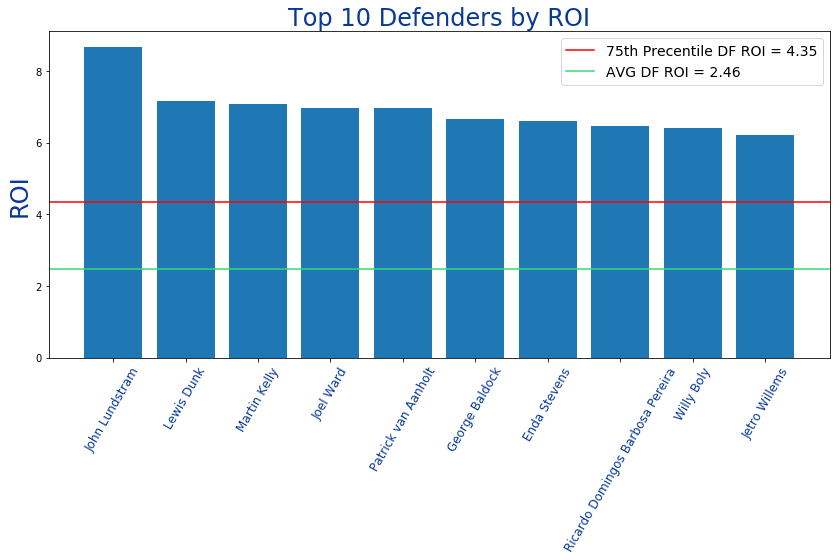 Top 10 Defenders by ROI
75th Precentile DF ROI = 4.35
AVG DF ROI = 2.46
ROI
8
6
4
2
0
John Lundstram
Lewis Dunk
Martin Kelly
Joel Ward
Patrick van Aanholt
George Baldock
Enda Stevens
Ricardo Domingos Barbosa Pereira
Willy Boly
Jetro Willems